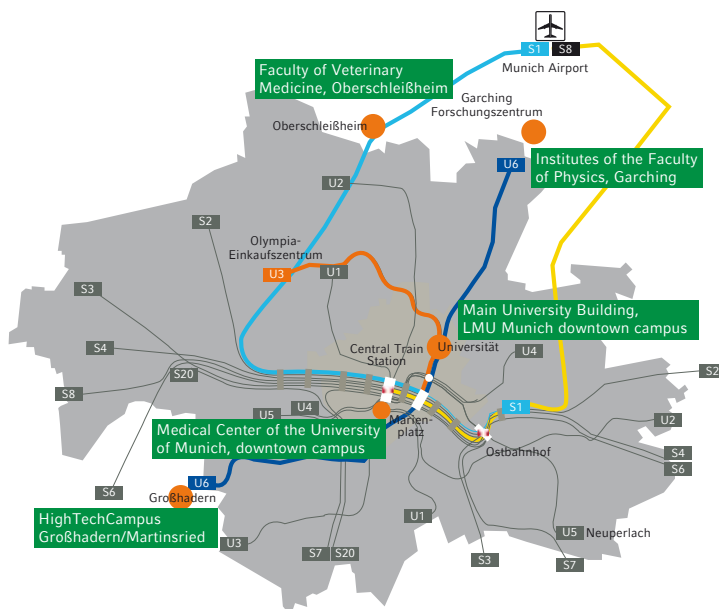 S1
S8
Munich Airport
Faculty of Veterinary
Medicine, Oberschleißheim
Garching
Forschungszentrum
Oberschleißheim
U6
Institutes of the Faculty
of Physics, Garching
U2
S2
Olympia-
Einkaufszentrum
U3
U1
S3
Main University Building,
LMU Munich downtown campus
S4
Central Train
Station
Universität
U4
S20
S2
S8
U5
U4
S1
U2
Marien-
platz
Medical Center of the University
of Munich, downtown campus
Ostbahnhof
S4
S6
U6
S6
Großhadern
HighTechCampus
Großhadern/Martinsried
U1
U3
U5
Neuperlach
S7
S20
S3
S7